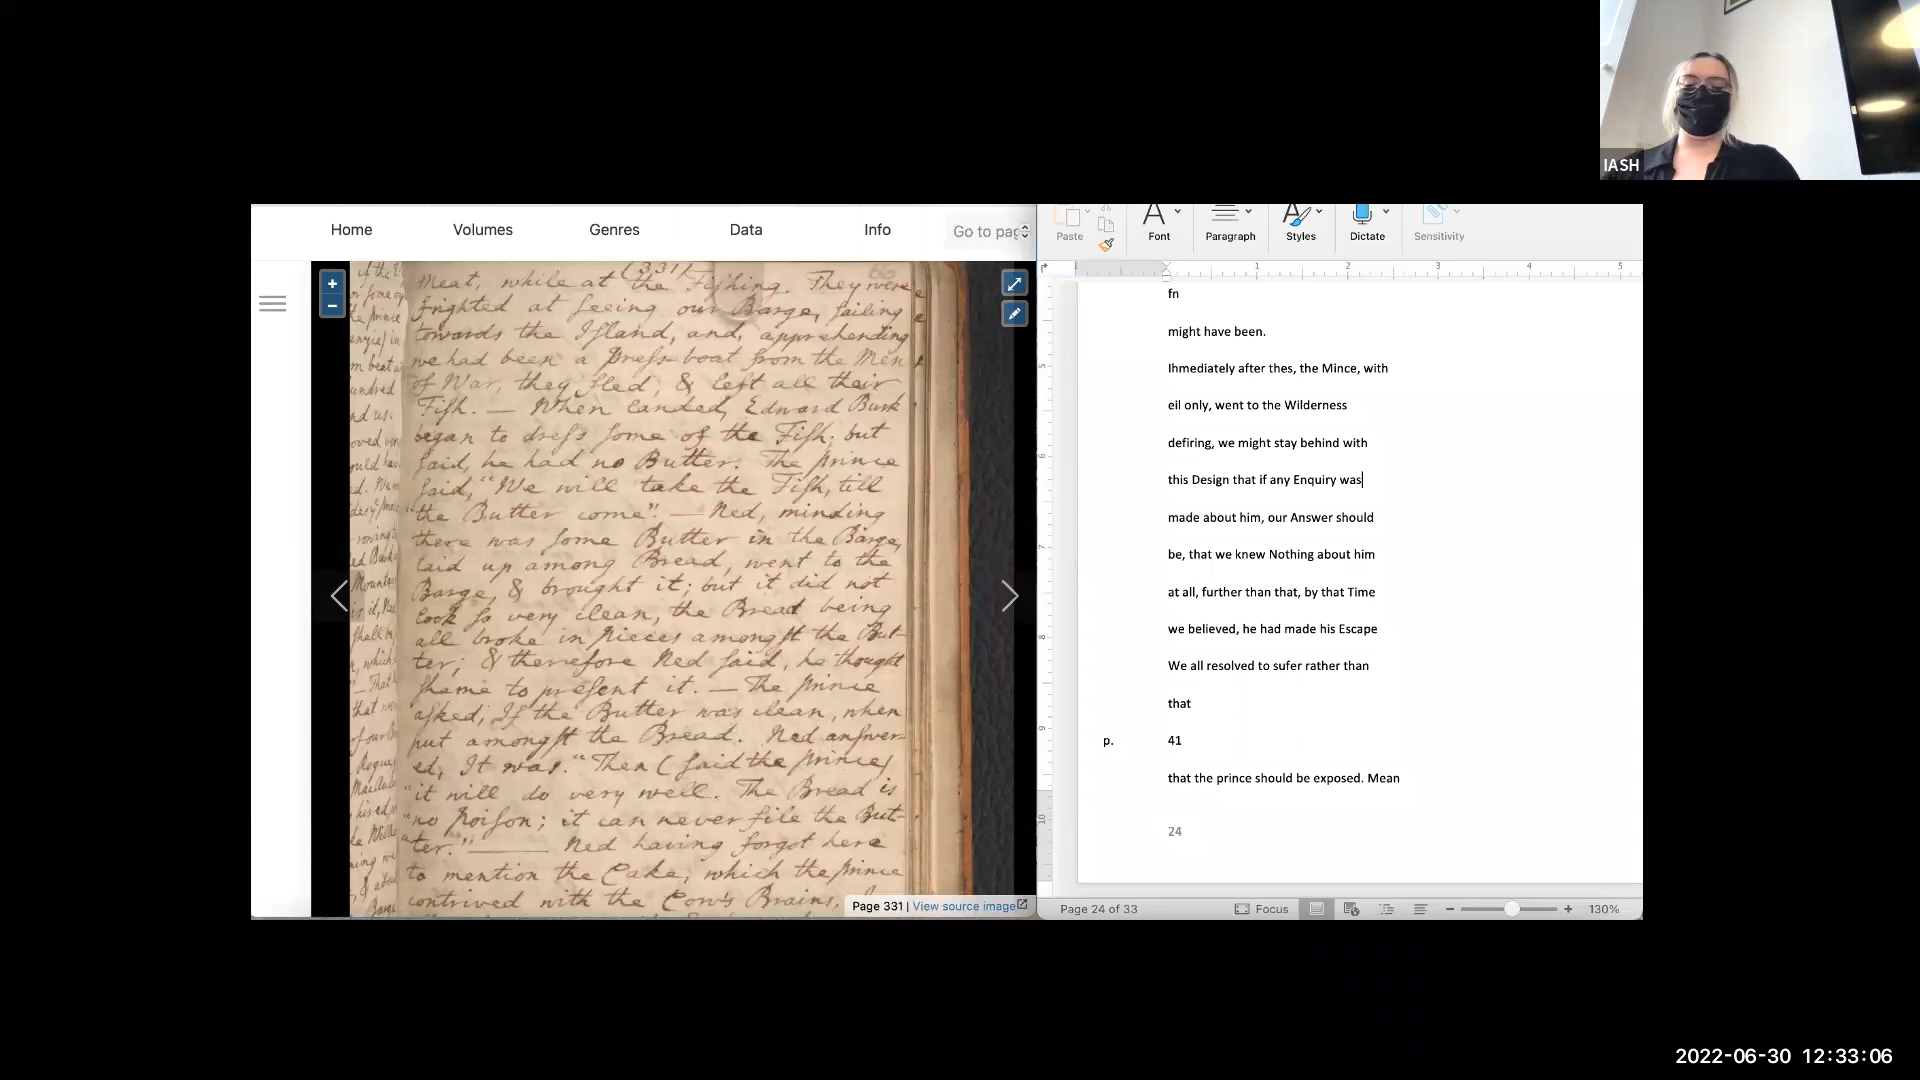 IASH
Home Volumes Genres Data Info Go to pag
+
−
(331) 66
Meat, while at the Fiſhing. They were
frighted at ſeeing our Barge, ſailing
towards the Iſland, and, apprehending
we had been a Preſs-boat from the Men
of War, they fled, & left all their
Fiſh. — When landed, Edward Burk
began to dreſs ſome of the Fiſh; but
ſaid, he had no Butter. The prince
ſaid, “We will take the Fiſh, till
“the Butter come”. — Ned, minding
there was ſome Butter in the Barge,
laid up among Bread, went to the
Barge, & brought it; but it did not
look ſo very clean, the Bread being
all broke in pieces amongſt the But-
ter; & therefore Ned ſaid, he thought
ſhame to preſent it. — The prince
aſked, If the Butter was clean, when
put amongſt the Bread. Ned anſwer-
ed, It was. “Then (ſaid the prince)
“it will do very well. The Bread is
“no poiſon; it can never file the But-
“ter.” —— Ned having forgot here
to mention the Cake, which the prince
contrived with the Cow's Brains,
Page 331 | View source image
Paste Font Paragraph Styles Dictate Sensitivity
1 1 2 3 4 5
5
6
7
8
9
10
fn
might have been.
Ihmediately after thes, the Mince, with
eil only, went to the Wilderness
defiring, we might stay behind with
this Design that if any Enquiry was
made about him, our Answer should
be, that we knew Nothing about him
at all, further than that, by that Time
we believed, he had made his Escape
We all resolved to sufer rather than
that
p. 41
that the prince should be exposed. Mean
24
Page 24 of 33 Focus − + 130%
2022-06-30 12:33:06